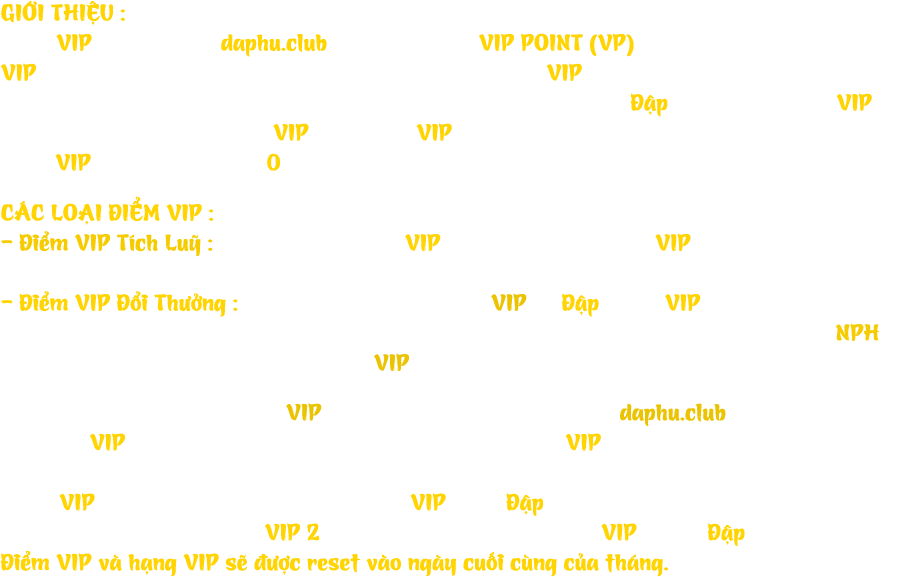 GIỚI THIỆU :
VIP daphu.club VIP POINT (VP)
VIP VIP
Đập VIP
VIP VIP
VIP 0
CÁC LOẠI ĐIỂM VIP :
- Điểm VIP Tích Luỹ : VIP VIP
- Điểm VIP Đổi Thưởng : VIP Đập VIP
NPH
VIP
VIP daphu.club
VIP VIP
VIP VIP Đập
VIP 2 VIP Đập
Điểm VIP và hạng VIP sẽ được reset vào ngày cuối cùng của tháng.